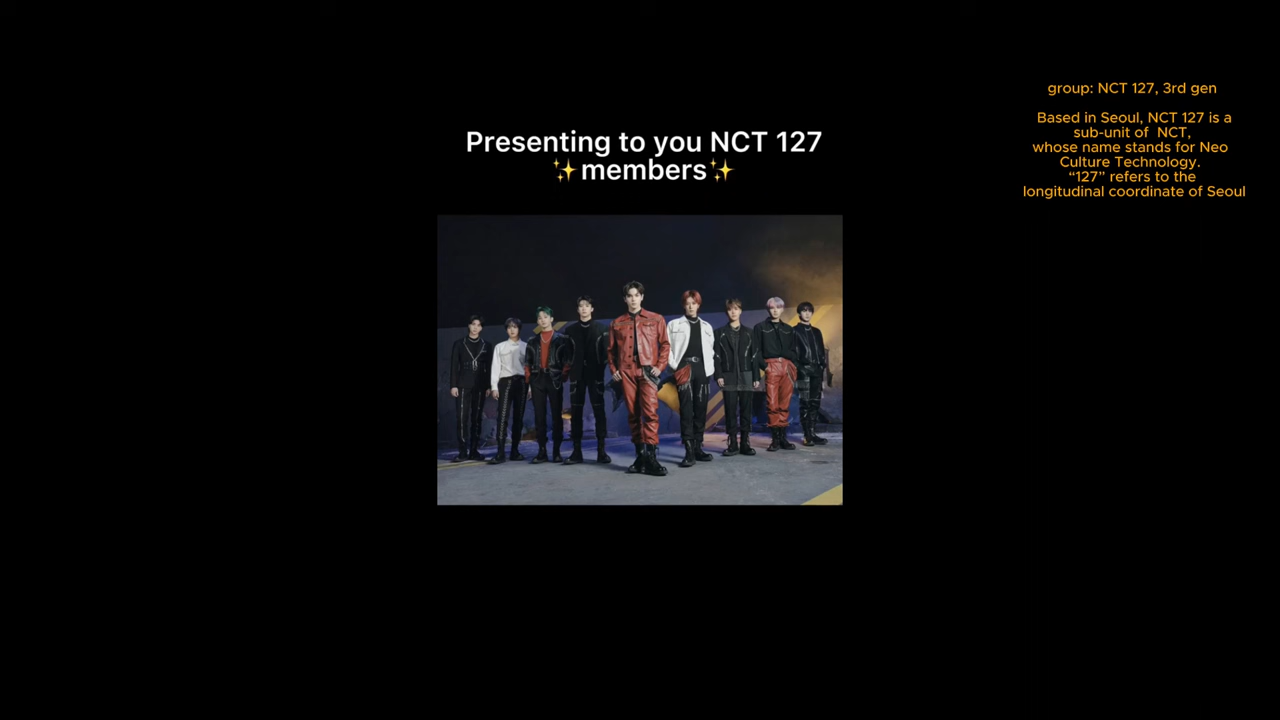 Presenting to you NCT 127
✨members✨
group: NCT 127, 3rd gen
Based in Seoul, NCT 127 is a
sub-unit of NCT,
whose name stands for Neo
Culture Technology.
“127” refers to the
longitudinal coordinate of Seoul